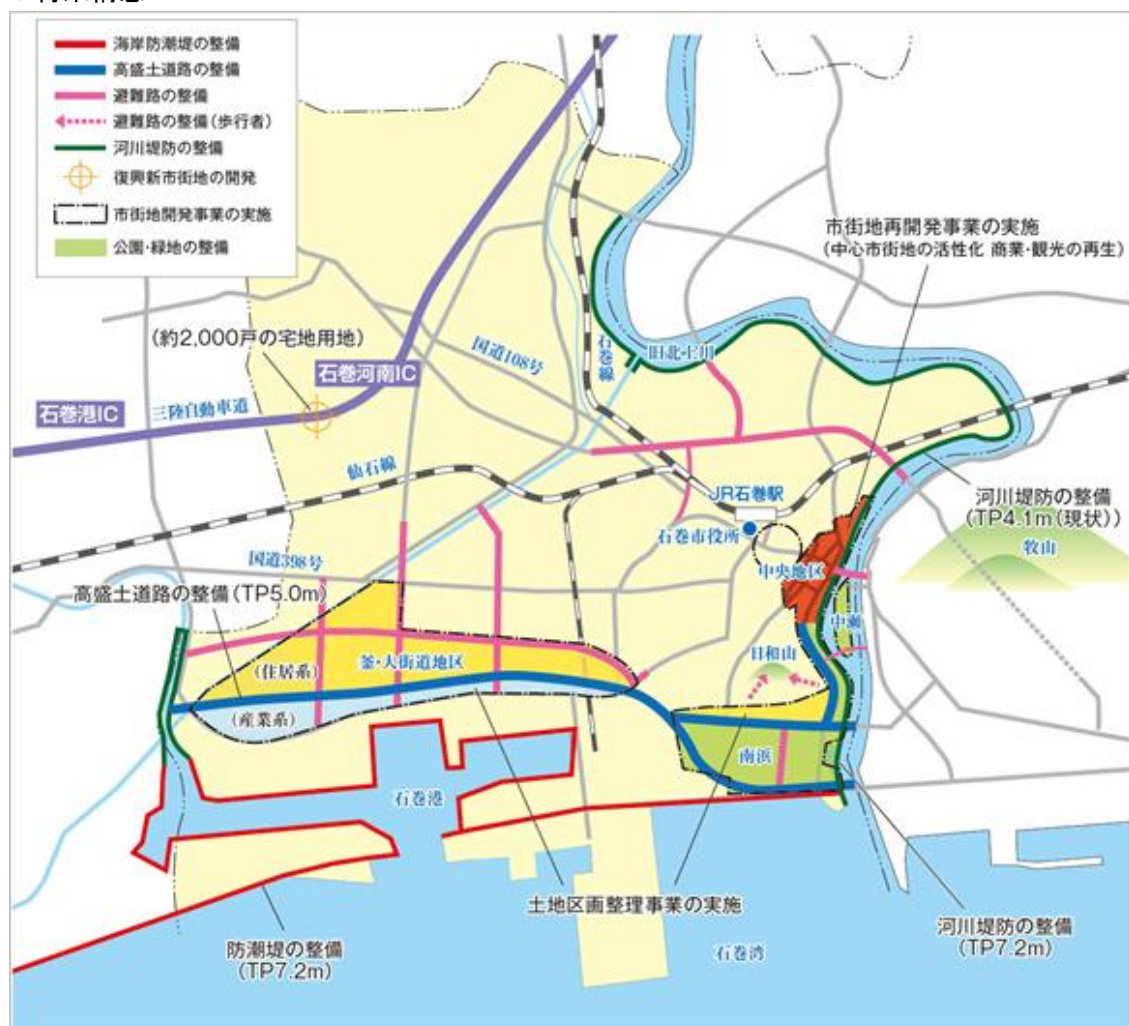 海岸防潮堤の整備
高盛土道路の整備
避難路の整備
避難路の整備(歩行者)
河川堤防の整備
復興新市街地の開発
市街地開発事業の実施
公園・緑地の整備
市街地再開発事業の実施
(中心市街地の活性化 商業・観光の再生)
(約2,000戸の宅地用地)
国道108号
石巻線
旧北上川
石巻河南IC
石巻港IC
三陸自動車道
仙石線
JR石巻駅
石巻市役所
河川堤防の整備
(TP4.1m(現状))
牧山
国道398号
中央地区
高盛土道路の整備(TP5.0m)
中瀬
日和山
(住居系)
釜・大街道地区
(産業系)
南浜
石巻港
土地区画整理事業の実施
防潮堤の整備
(TP7.2m)
石巻湾
河川堤防の整備
(TP7.2m)